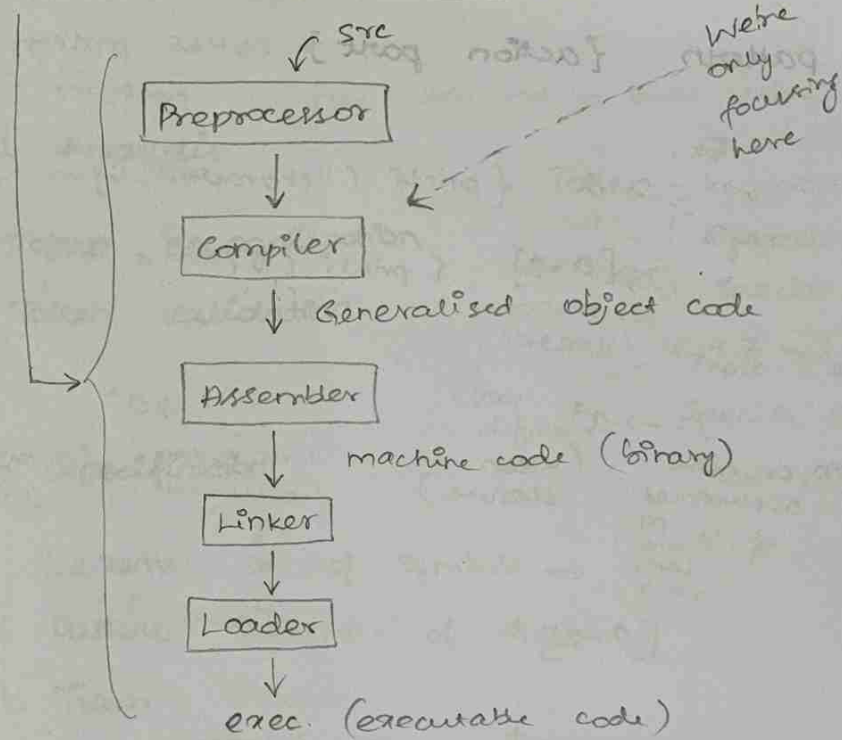 src
We're
only
focussing
here
Preprocessor
Compiler
Generalised object code
Assembler
machine code (binary)
Linker
Loader
exec. (executable code)